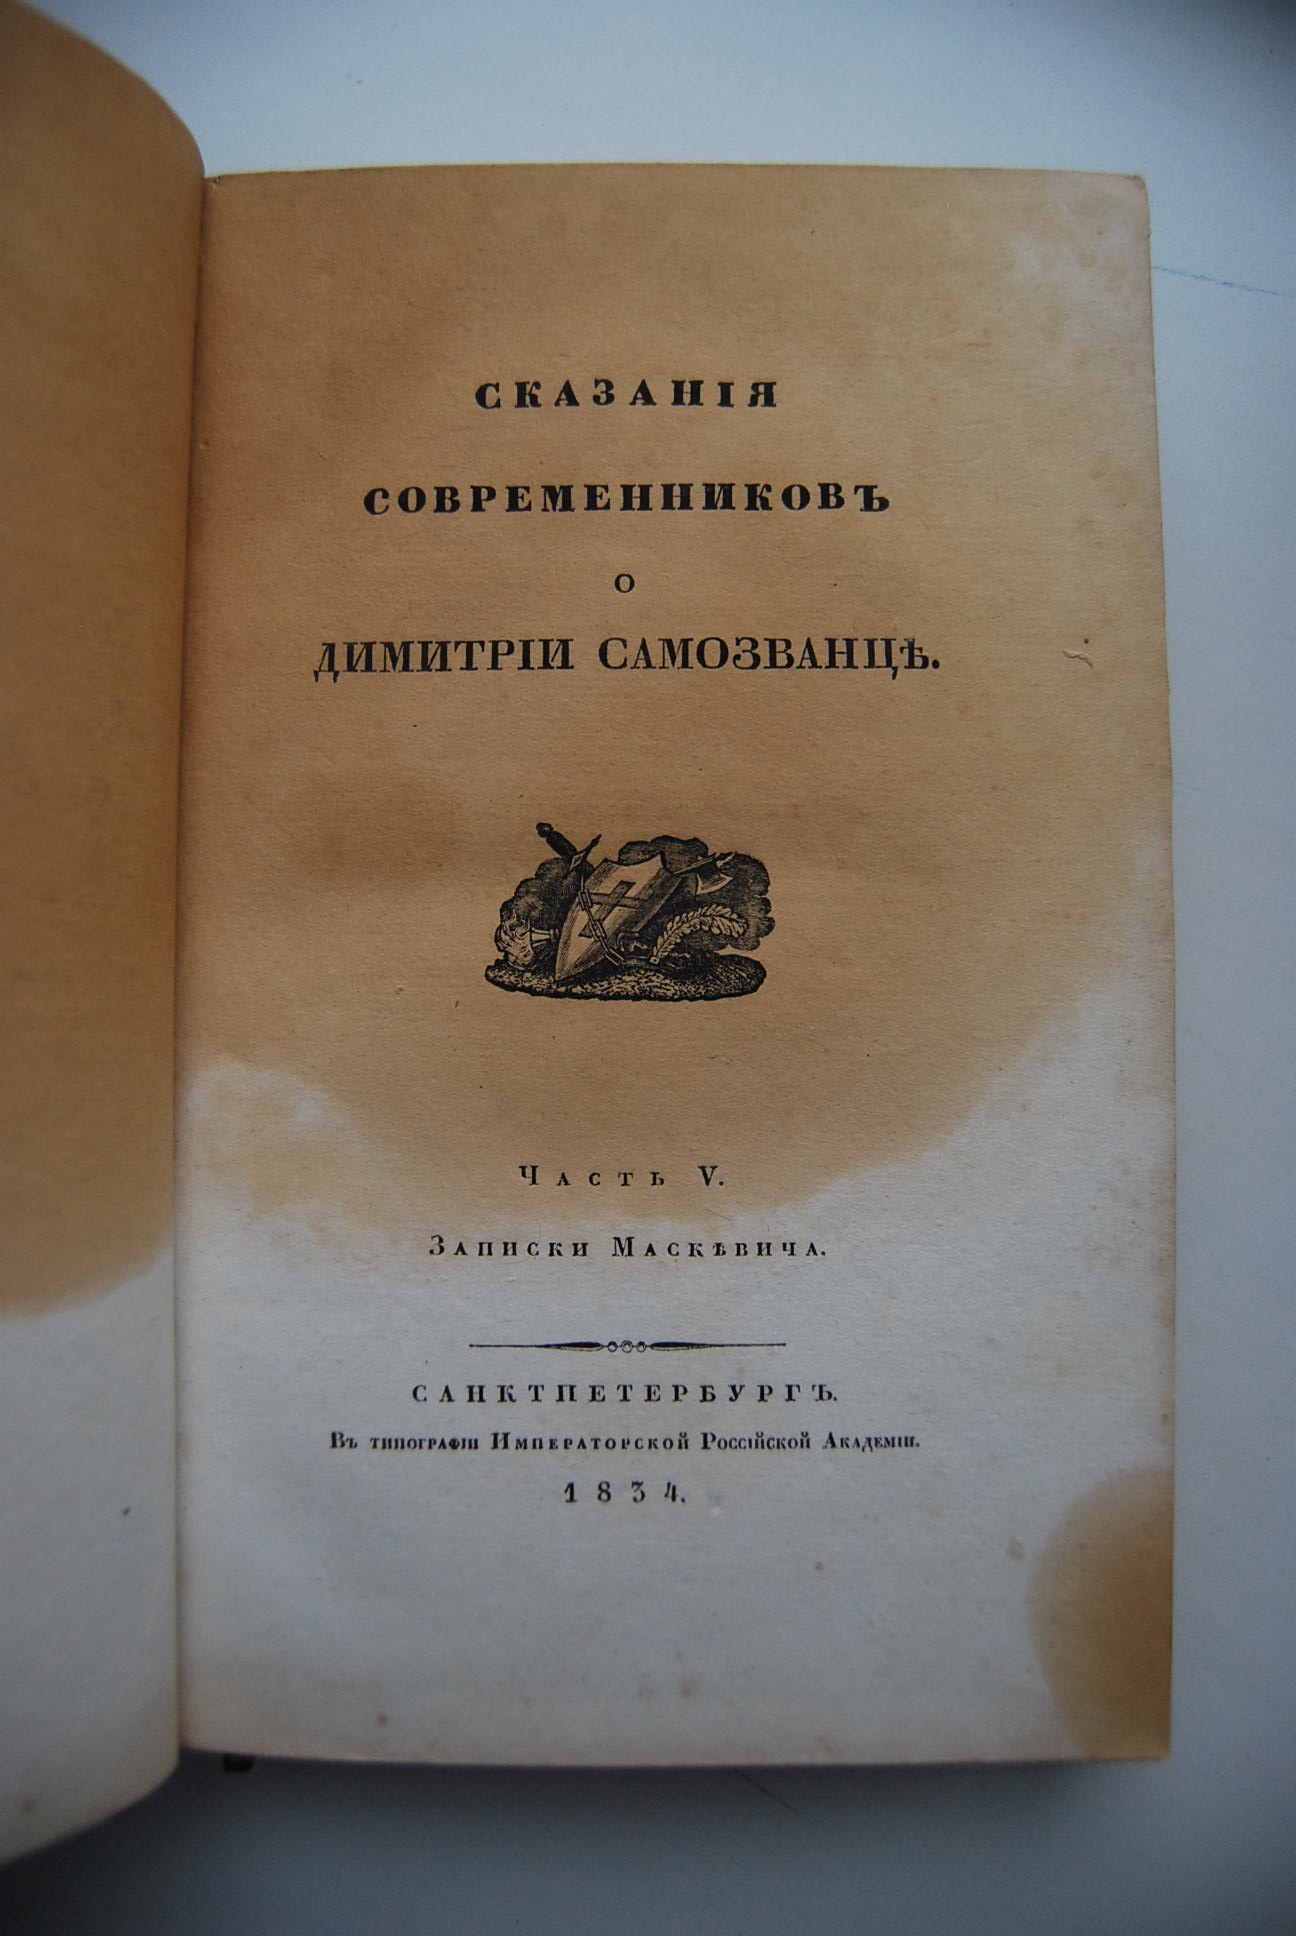 СКАЗАНІЯ
СОВРЕМЕННИКОВЪ
О
ДИМИТРІИ САМОЗВАНЦѢ.
Часть V.
Записки Маскѣвича.
САНКТПЕТЕРБУРГЪ.
Въ типографіи Императорской Россійской Академіи.
1834.